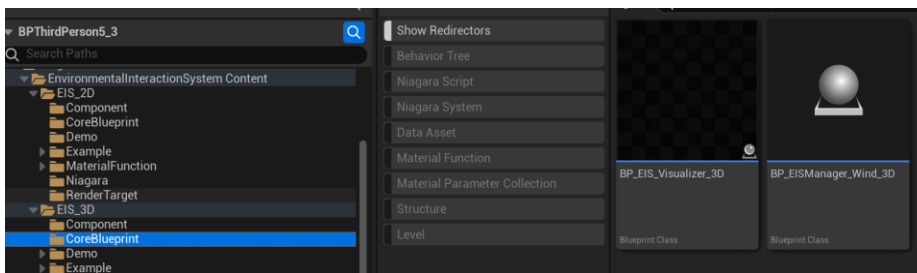 BPThirdPerson5_3
Search Paths
EnvironmentalInteractionSystem Content
EIS_2D
Component
CoreBlueprint
Demo
Example
MaterialFunction
Niagara
RenderTarget
EIS_3D
Component
CoreBlueprint
Demo
Example
Show Redirectors
Behavior Tree
Niagara Script
Niagara System
Data Asset
Material Function
Material Parameter Collection
Structure
Level
BP_EIS_Visualizer_3D
Blueprint Class
BP_EISManager_Wind_3D
Blueprint Class